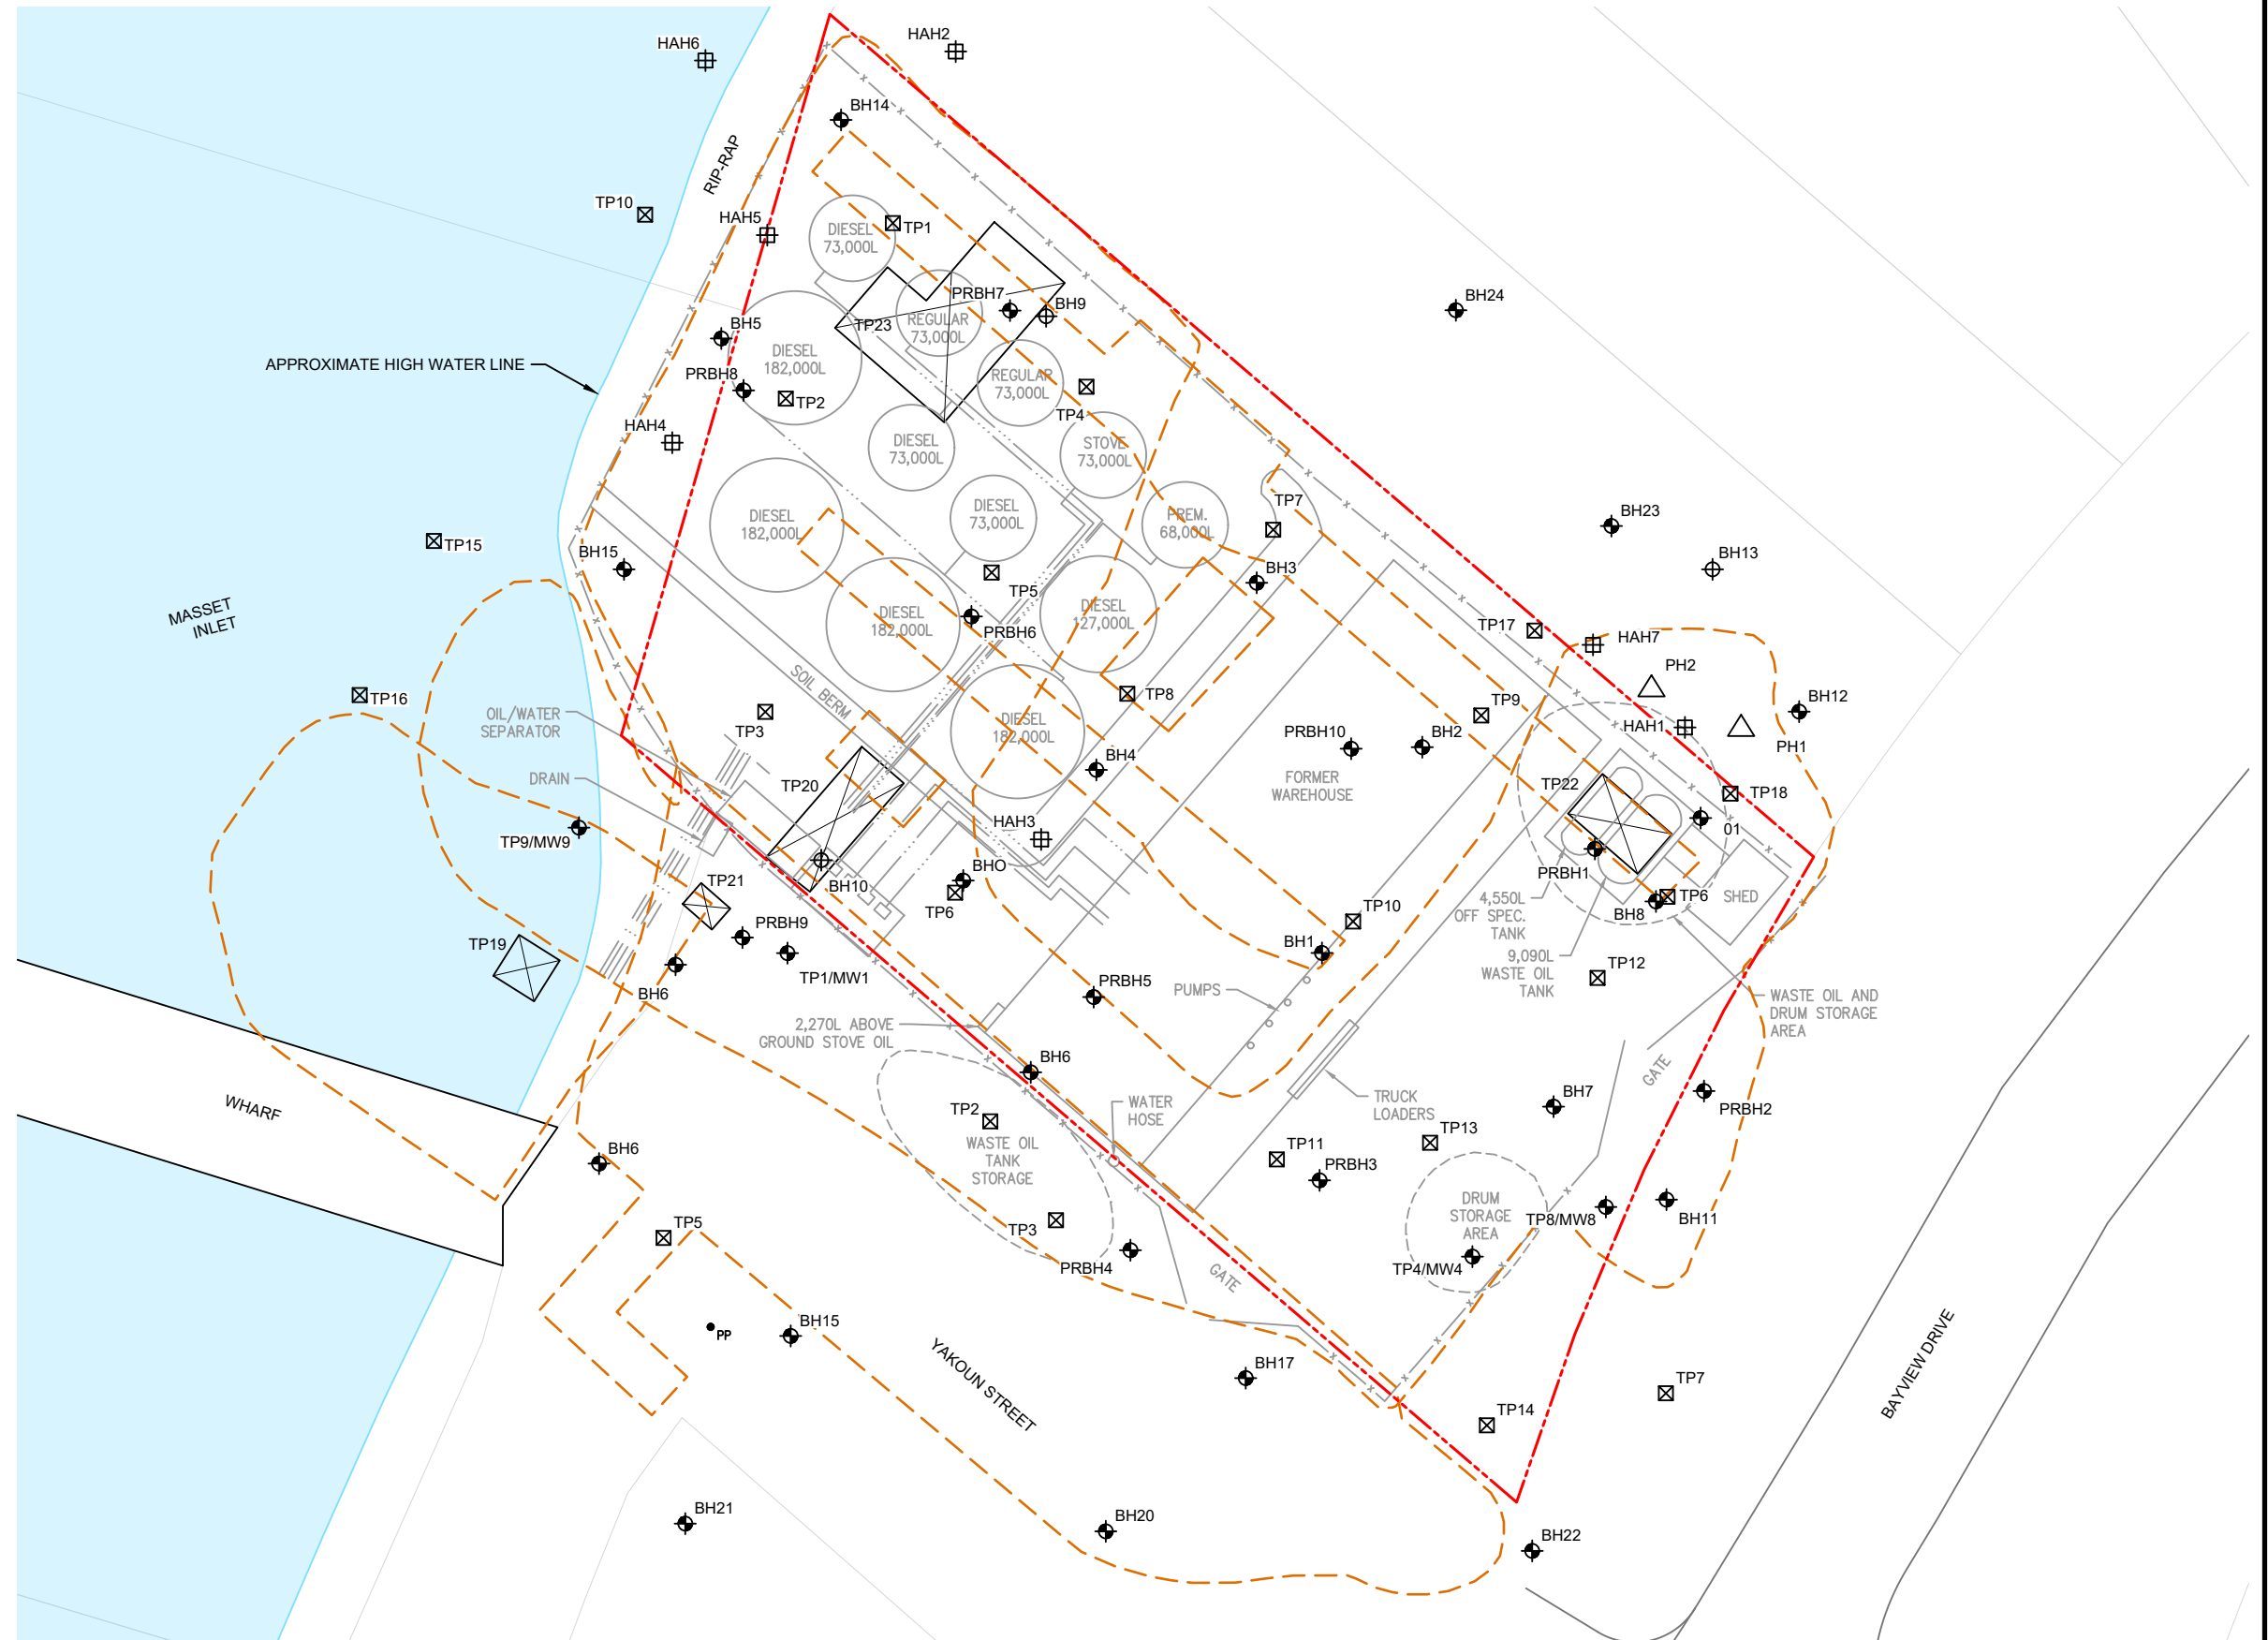 HAH6
HAH2
BH14
RIP-RAP
TP10
HAH5
DIESEL
73,000L
TP1
PRBH7
BH9
BH24
BH5
TP23
REGULAR
73,000L
DIESEL
182,000L
APPROXIMATE HIGH WATER LINE
PRBH8
TP2
REGULAR
73,000L
TP4
HAH4
DIESEL
73,000L
STOVE
73,000L
TP7
DIESEL
73,000L
PREM.
68,000L
DIESEL
182,000L
BH23
TP15
BH15
BH13
BH3
TP5
DIESEL
127,000L
MASSET
INLET
DIESEL
182,000L
PRBH6
TP17
HAH7
PH2
SOIL BERM
TP16
TP8
TP9
BH12
OIL/WATER
SEPARATOR
TP3
DIESEL
182,000L
PRBH10
BH2
HAH1
PH1
DRAIN
TP20
BH4
FORMER
WAREHOUSE
TP22
TP18
TP9/MW9
HAH3
01
TP21
BH10
BHO
TP6
PRBH1
4,550L
OFF SPEC.
TANK
BH8
TP6
SHED
TP19
PRBH9
TP10
BH1
TP1/MW1
9,090L
WASTE OIL
TANK
TP12
BH6
PRBH5
PUMPS
WASTE OIL AND
DRUM STORAGE
AREA
2,270L ABOVE
GROUND STOVE OIL
BH6
GATE
WHARF
TP2
WATER
HOSE
TRUCK
LOADERS
BH7
PRBH2
WASTE OIL
TANK
STORAGE
BH6
TP11
TP13
PRBH3
DRUM
STORAGE
AREA
TP5
TP3
TP8/MW8
BH11
PRBH4
TP4/MW4
GATE
PP
BH15
YAKOUN STREET
BH17
TP7
BAYVIEW DRIVE
TP14
BH21
BH20
BH22